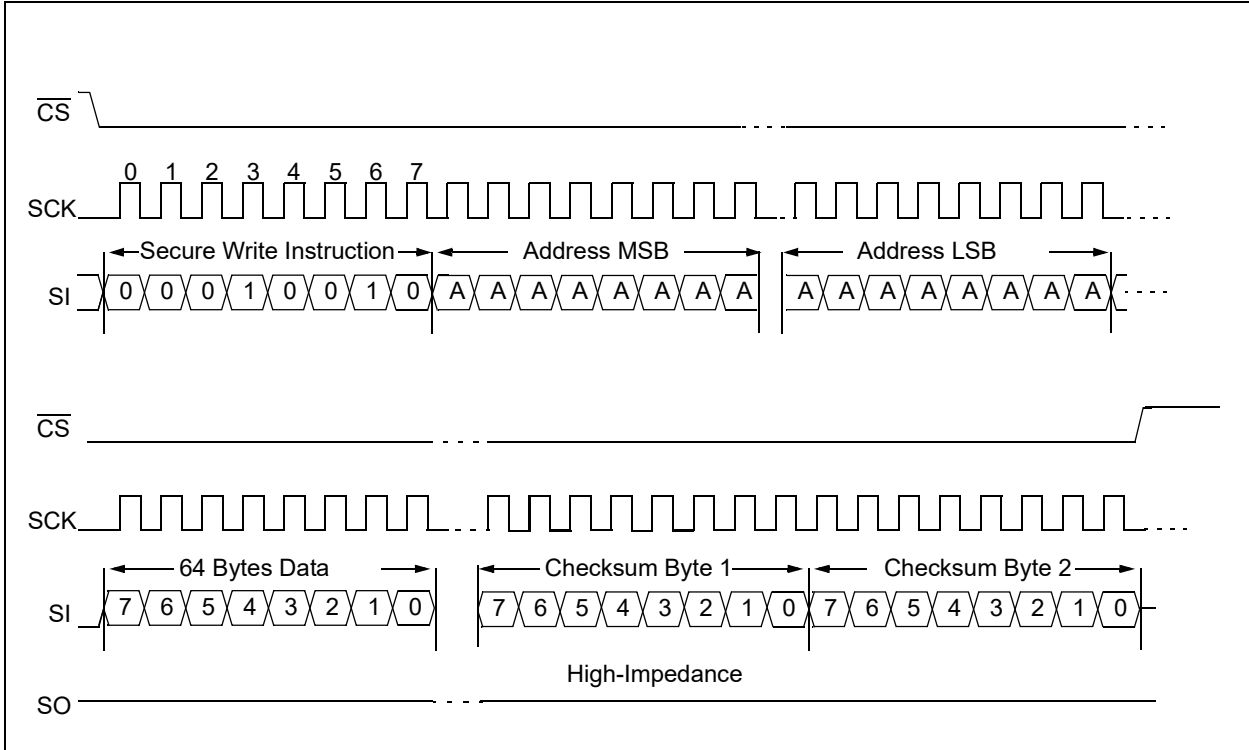 CS
0 1 2 3 4 5 6 7
SCK
Secure Write Instruction Address MSB Address LSB
SI 0 0 0 1 0 0 1 0 A A A A A A A A A A A A A A A A
CS
SCK
64 Bytes Data Checksum Byte 1 Checksum Byte 2
SI 7 6 5 4 3 2 1 0 7 6 5 4 3 2 1 0 7 6 5 4 3 2 1 0
High-Impedance
SO